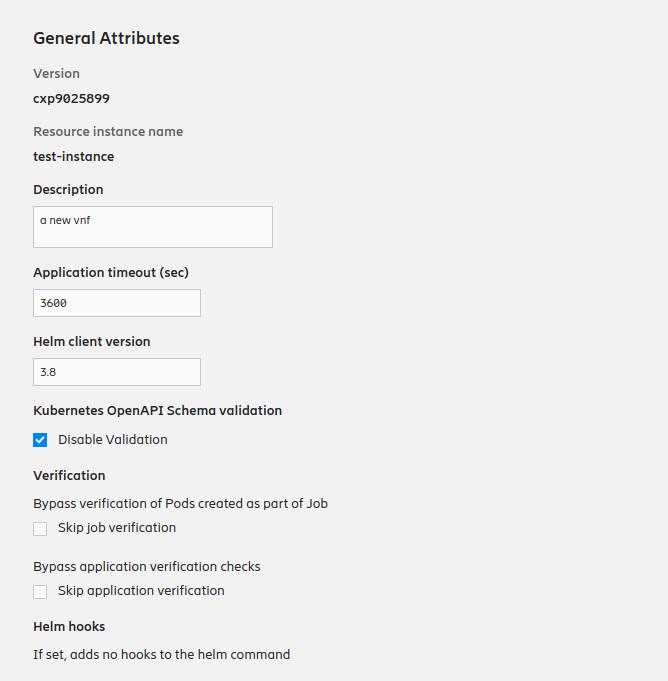 General Attributes
Version
cxp9025899
Resource instance name
test-instance
Description
a new vnf
Application timeout (sec)
3600
Helm client version
3.8
Kubernetes OpenAPI Schema validation
Disable Validation
Verification
Bypass verification of Pods created as part of Job
Skip job verification
Bypass application verification checks
Skip application verification
Helm hooks
If set, adds no hooks to the helm command